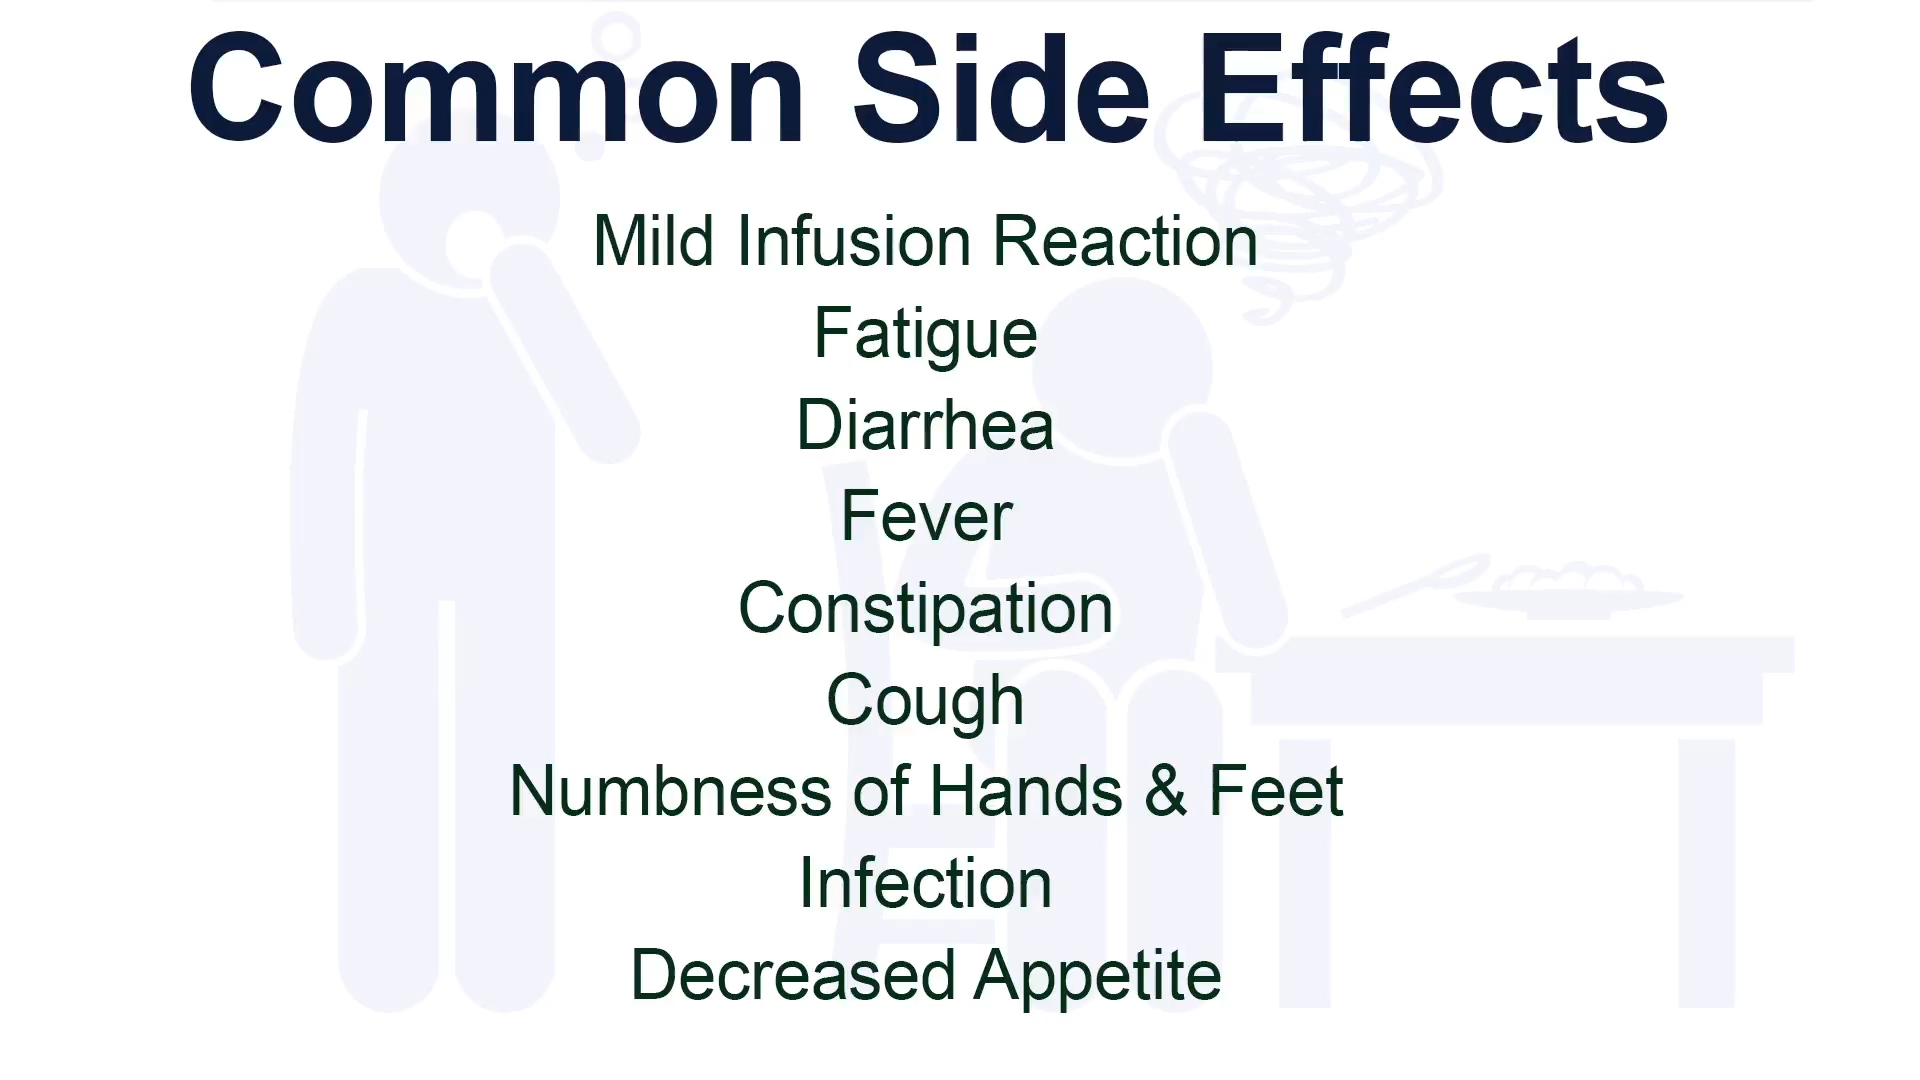 Common Side Effects
Mild Infusion Reaction
Fatigue
Diarrhea
Fever
Constipation
Cough
Numbness of Hands & Feet
Infection
Decreased Appetite